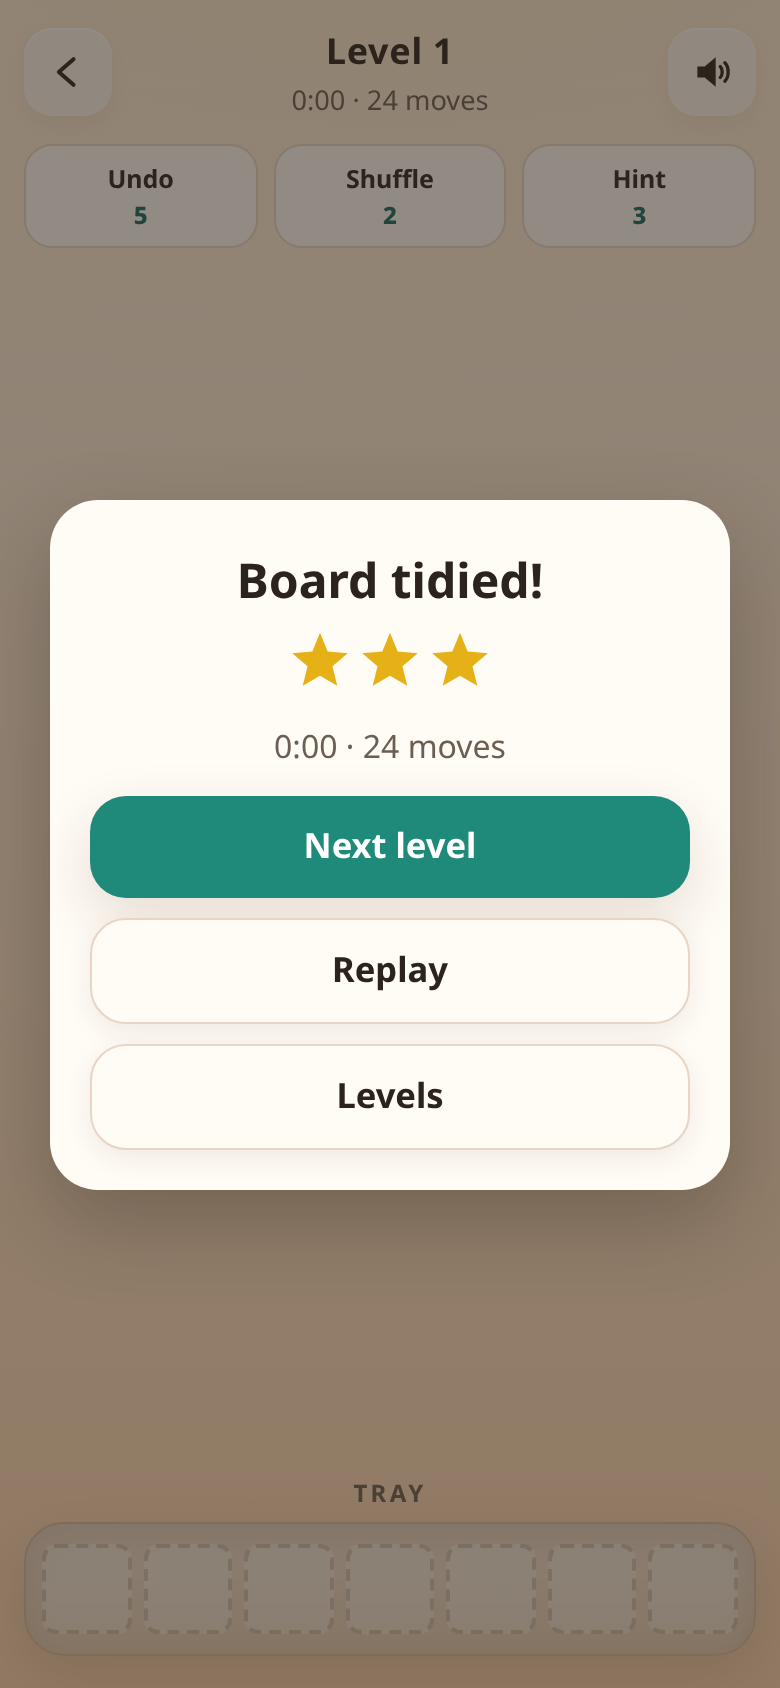 Level 1
0:00 · 24 moves
Undo
5
Shuffle
2
Hint
3
Board tidied!
0:00 · 24 moves
Next level
Replay
Levels
TRAY